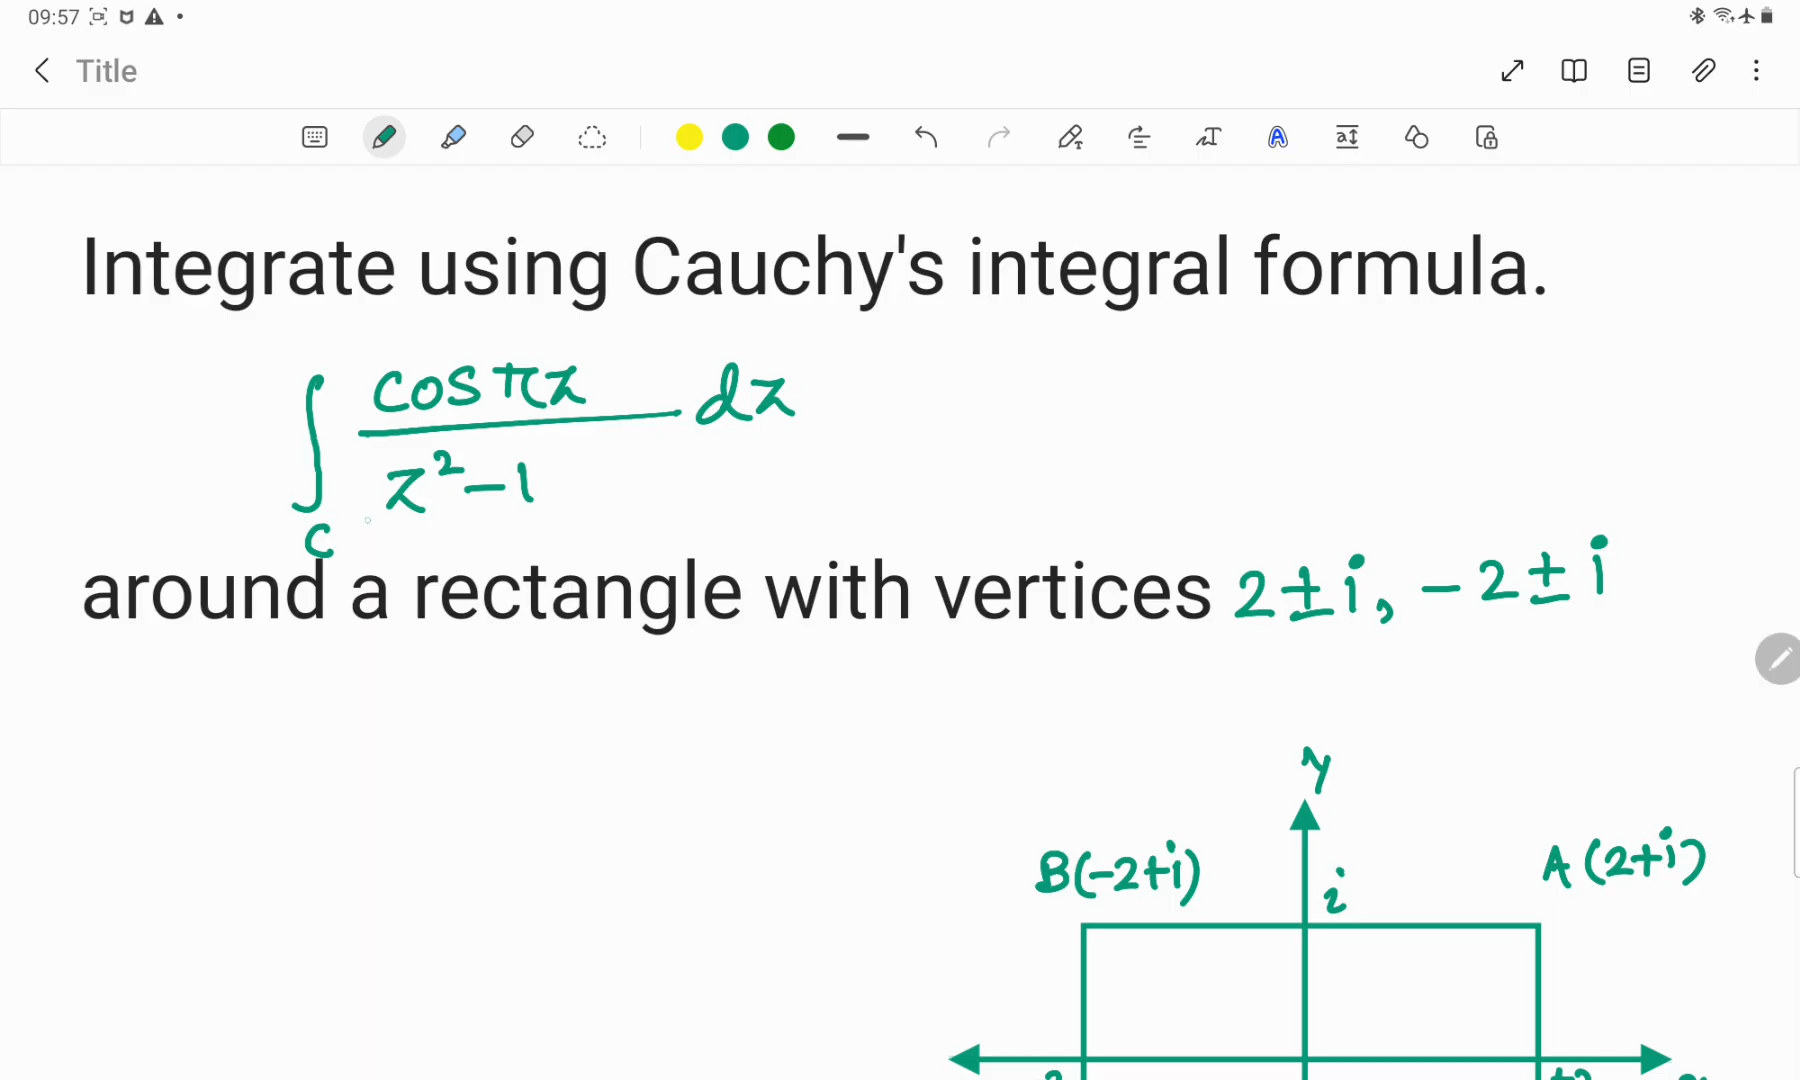 09:57
Title
Integrate using Cauchy's integral formula.
∫ cos πz dz
z² - 1
C
around a rectangle with vertices 2 ± i, - 2 ± i
y
B(-2+i) i A (2+i)